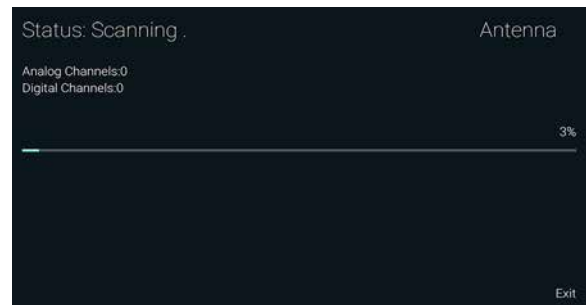 Status: Scanning .
Antenna
Analog Channels:0
Digital Channels:0
3%
Exit